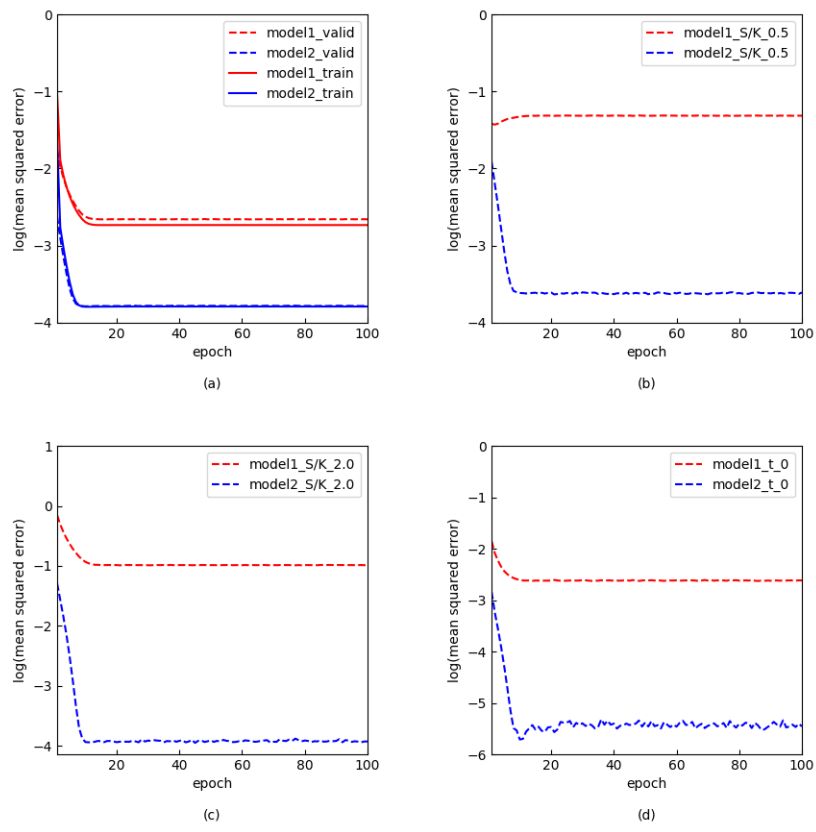 0
−1
−2
−3
−4
log(mean squared error)
model1_valid
model2_valid
model1_train
model2_train
20
40
60
80
100
epoch
(a)
0
−1
−2
−3
−4
log(mean squared error)
model1_S/K_0.5
model2_S/K_0.5
20
40
60
80
100
epoch
(b)
1
0
−1
−2
−3
−4
log(mean squared error)
model1_S/K_2.0
model2_S/K_2.0
20
40
60
80
100
epoch
(c)
0
−1
−2
−3
−4
−5
−6
log(mean squared error)
model1_t_0
model2_t_0
20
40
60
80
100
epoch
(d)